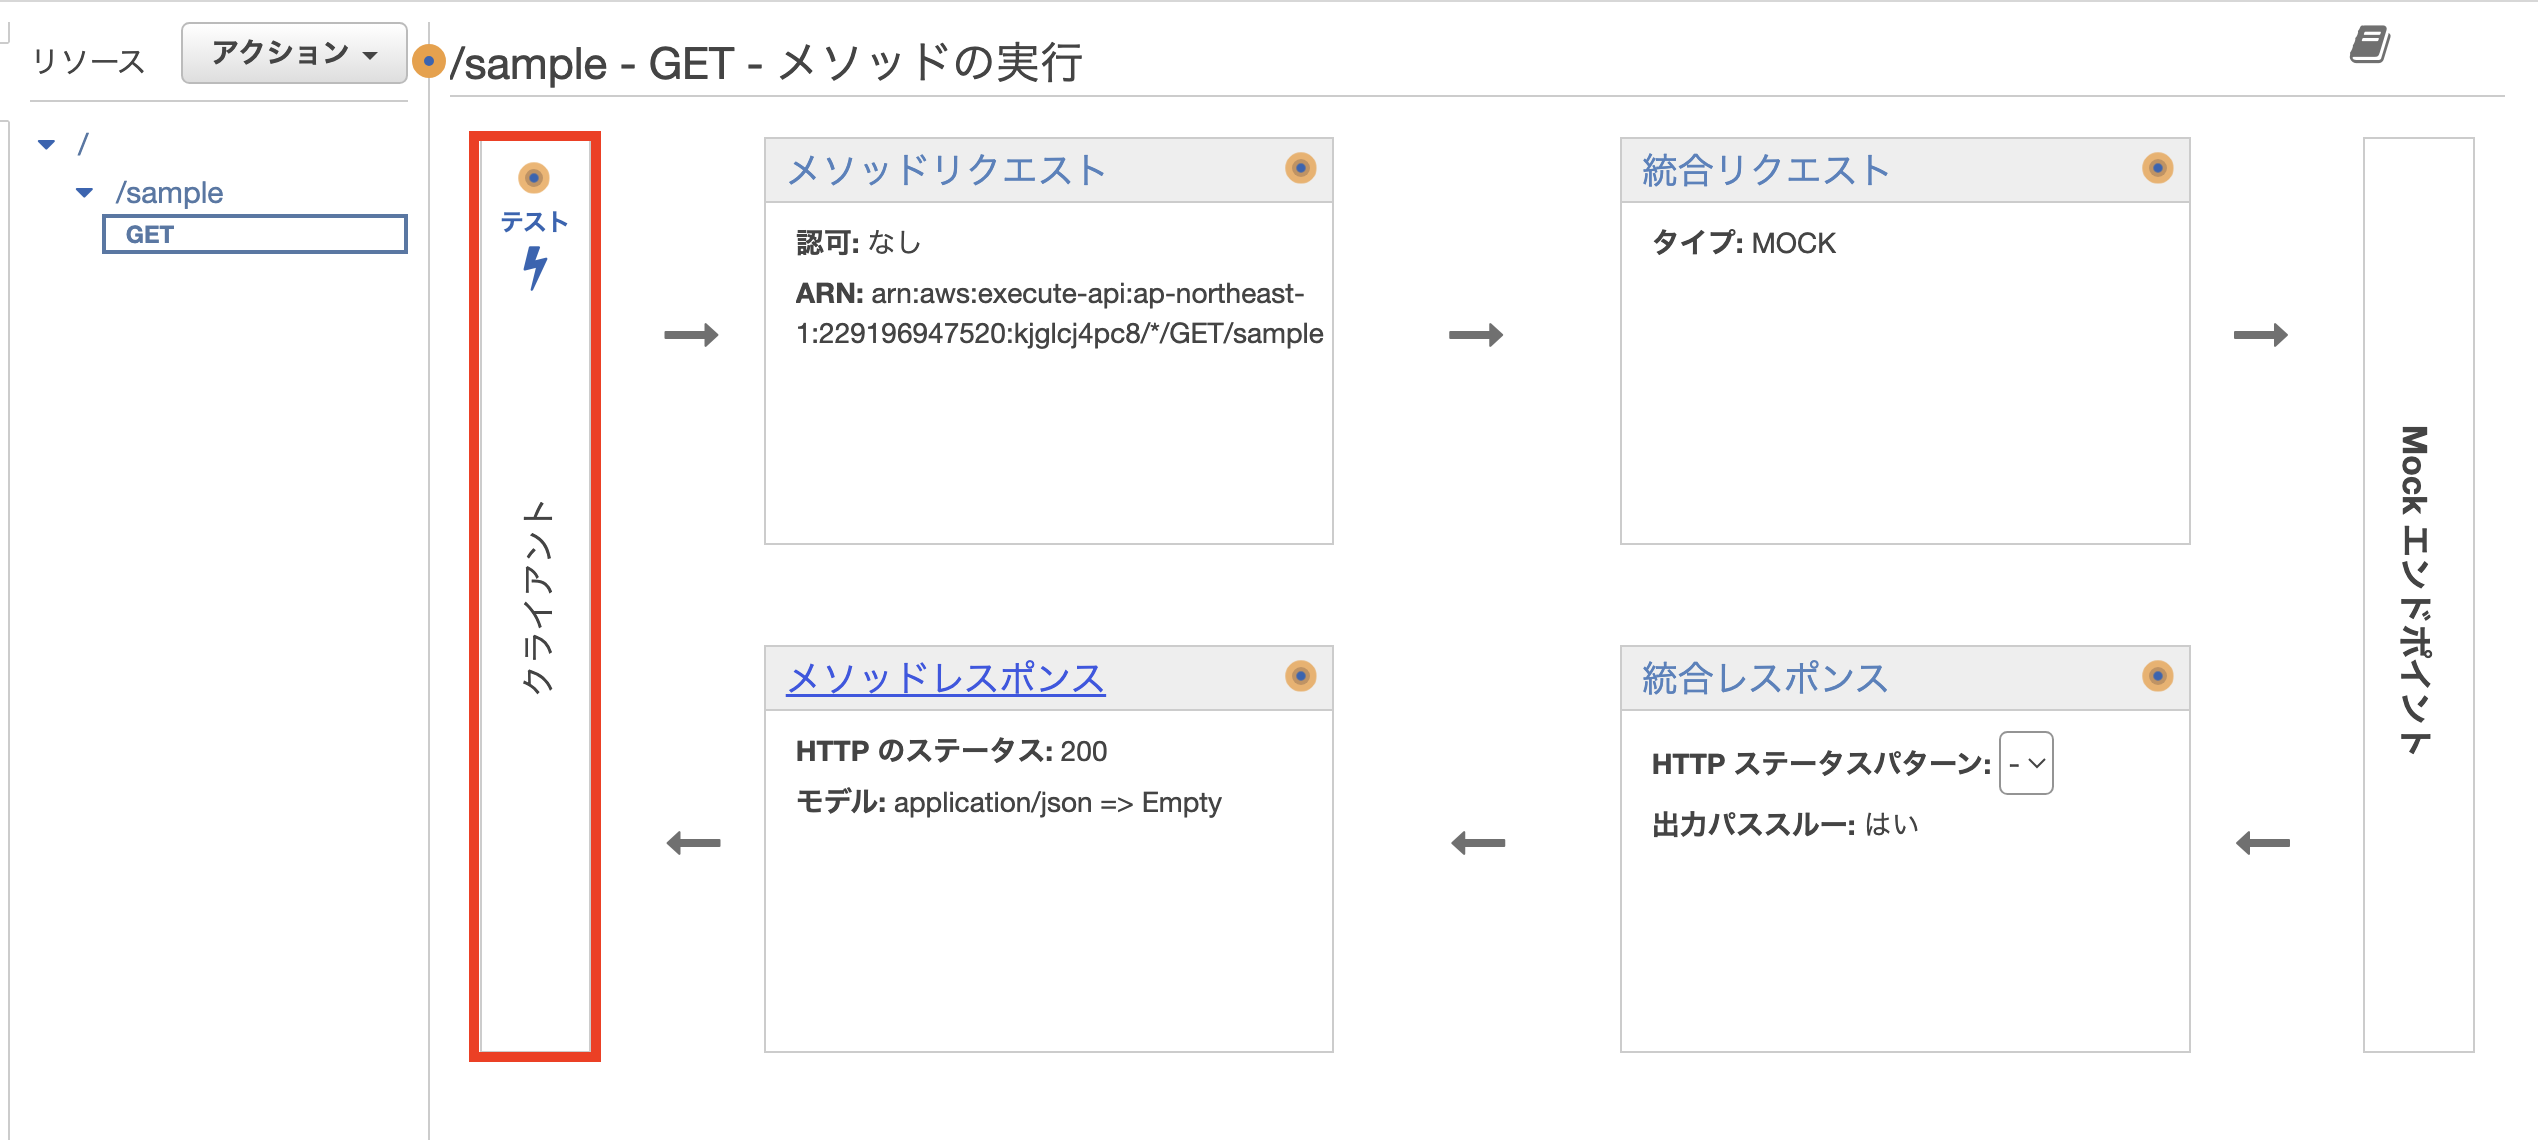 リソース
アクション
/sample - GET - メソッドの実行
/
/sample
GET
テスト
クライアント
メソッドリクエスト
認可: なし
ARN: arn:aws:execute-api:ap-northeast-
1:229196947520:kjglcj4pc8/*/GET/sample
統合リクエスト
タイプ: MOCK
Mock エンドポイント
メソッドレスポンス
HTTP のステータス: 200
モデル: application/json => Empty
統合レスポンス
HTTP ステータスパターン: -
出力パススルー: はい